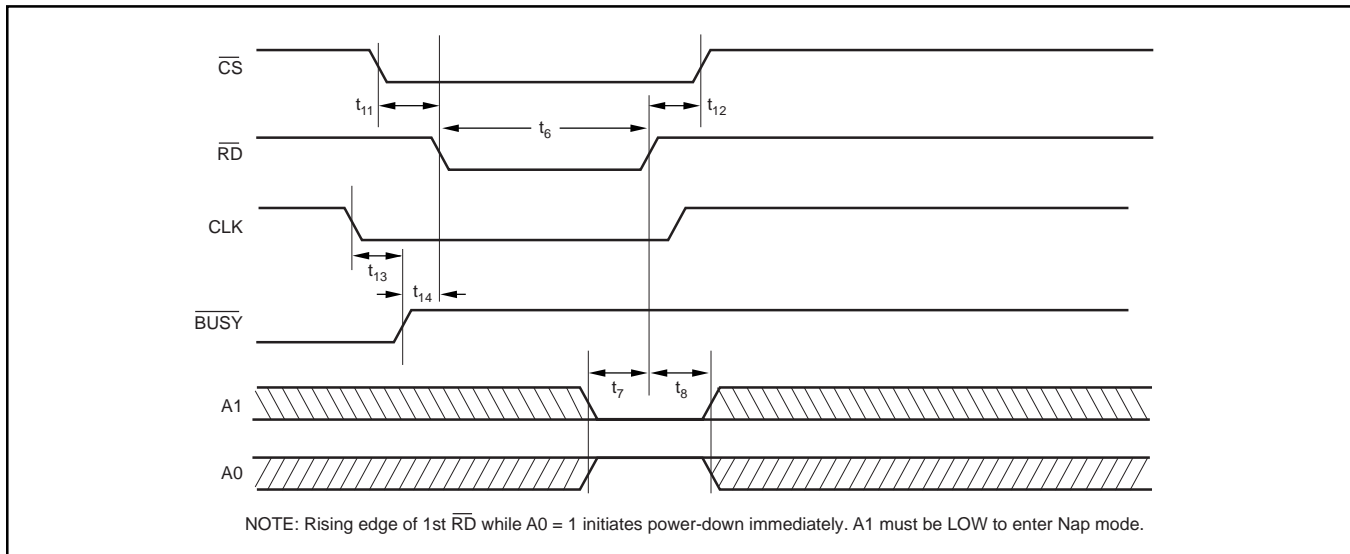 CS
t11
t12
t6
RD
CLK
t13
t14
BUSY
t7
t8
A1
A0
NOTE: Rising edge of 1st RD while A0 = 1 initiates power-down immediately. A1 must be LOW to enter Nap mode.